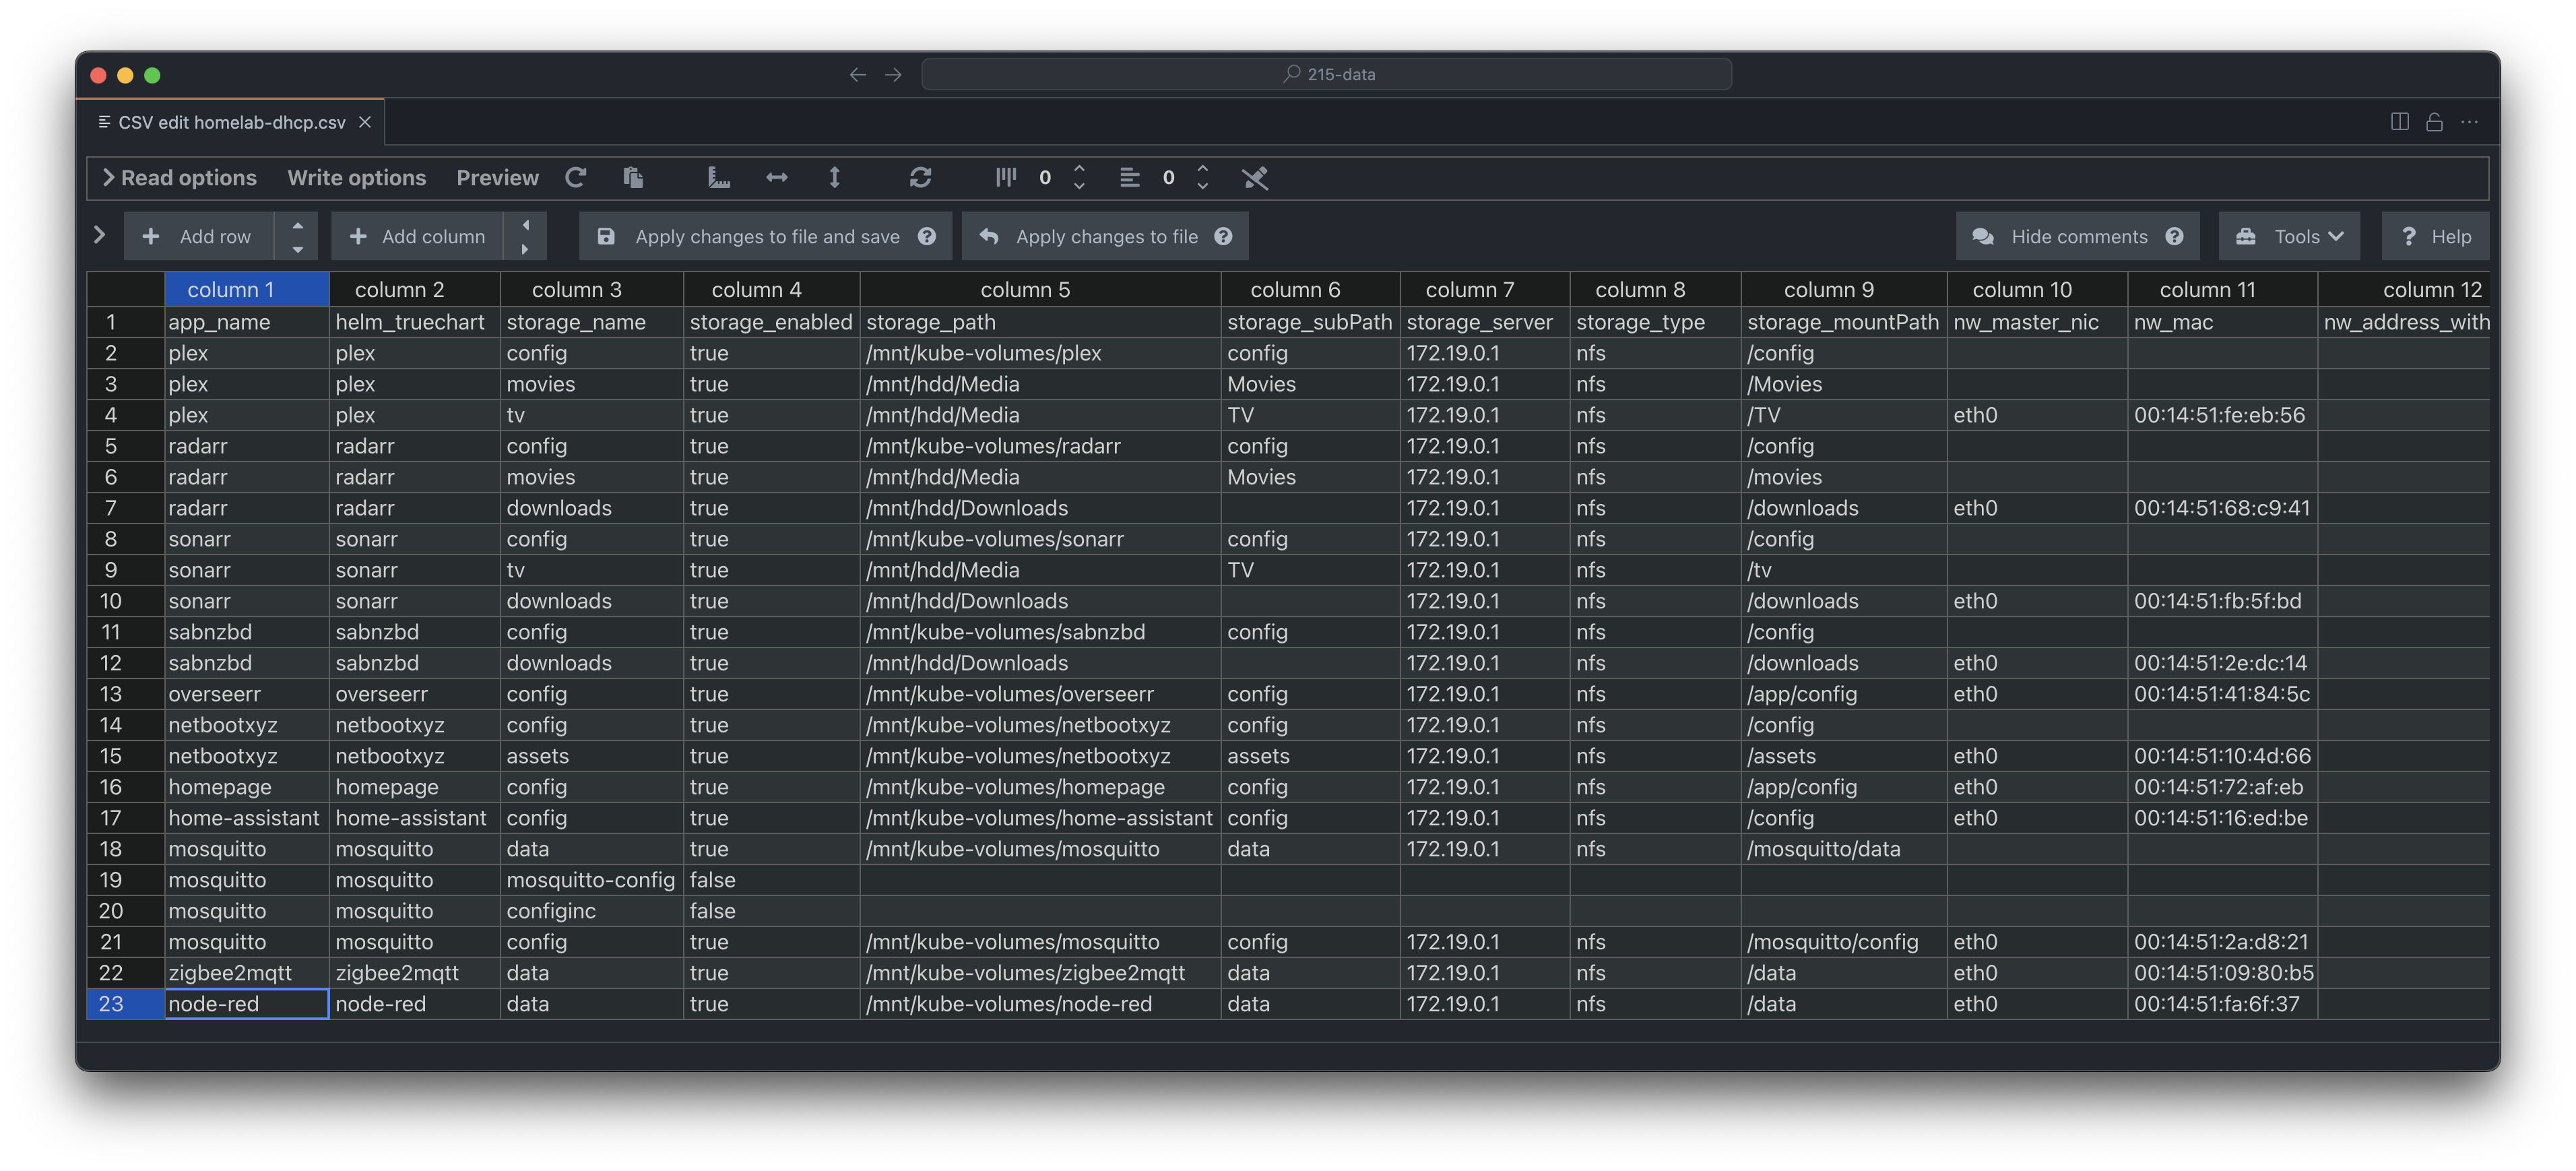 215-data
CSV edit homelab-dhcp.csv
Read options Write options Preview 0 0
Add row Add column Apply changes to file and save Apply changes to file Hide comments Tools Help
column 1 column 2 column 3 column 4 column 5 column 6 column 7 column 8 column 9 column 10 column 11 column 12
1 app_name helm_truechart storage_name storage_enabled storage_path storage_subPath storage_server storage_type storage_mountPath nw_master_nic nw_mac nw_address_with
2 plex plex config true /mnt/kube-volumes/plex config 172.19.0.1 nfs /config
3 plex plex movies true /mnt/hdd/Media Movies 172.19.0.1 nfs /Movies
4 plex plex tv true /mnt/hdd/Media TV 172.19.0.1 nfs /TV eth0 00:14:51:fe:eb:56
5 radarr radarr config true /mnt/kube-volumes/radarr config 172.19.0.1 nfs /config
6 radarr radarr movies true /mnt/hdd/Media Movies 172.19.0.1 nfs /movies
7 radarr radarr downloads true /mnt/hdd/Downloads 172.19.0.1 nfs /downloads eth0 00:14:51:68:c9:41
8 sonarr sonarr config true /mnt/kube-volumes/sonarr config 172.19.0.1 nfs /config
9 sonarr sonarr tv true /mnt/hdd/Media TV 172.19.0.1 nfs /tv
10 sonarr sonarr downloads true /mnt/hdd/Downloads 172.19.0.1 nfs /downloads eth0 00:14:51:fb:5f:bd
11 sabnzbd sabnzbd config true /mnt/kube-volumes/sabnzbd config 172.19.0.1 nfs /config
12 sabnzbd sabnzbd downloads true /mnt/hdd/Downloads 172.19.0.1 nfs /downloads eth0 00:14:51:2e:dc:14
13 overseerr overseerr config true /mnt/kube-volumes/overseerr config 172.19.0.1 nfs /app/config eth0 00:14:51:41:84:5c
14 netbootxyz netbootxyz config true /mnt/kube-volumes/netbootxyz config 172.19.0.1 nfs /config
15 netbootxyz netbootxyz assets true /mnt/kube-volumes/netbootxyz assets 172.19.0.1 nfs /assets eth0 00:14:51:10:4d:66
16 homepage homepage config true /mnt/kube-volumes/homepage config 172.19.0.1 nfs /app/config eth0 00:14:51:72:af:eb
17 home-assistant home-assistant config true /mnt/kube-volumes/home-assistant config 172.19.0.1 nfs /config eth0 00:14:51:16:ed:be
18 mosquitto mosquitto data true /mnt/kube-volumes/mosquitto data 172.19.0.1 nfs /mosquitto/data
19 mosquitto mosquitto mosquitto-config false
20 mosquitto mosquitto configinc false
21 mosquitto mosquitto config true /mnt/kube-volumes/mosquitto config 172.19.0.1 nfs /mosquitto/config eth0 00:14:51:2a:d8:21
22 zigbee2mqtt zigbee2mqtt data true /mnt/kube-volumes/zigbee2mqtt data 172.19.0.1 nfs /data eth0 00:14:51:09:80:b5
23 node-red node-red data true /mnt/kube-volumes/node-red data 172.19.0.1 nfs /data eth0 00:14:51:fa:6f:37